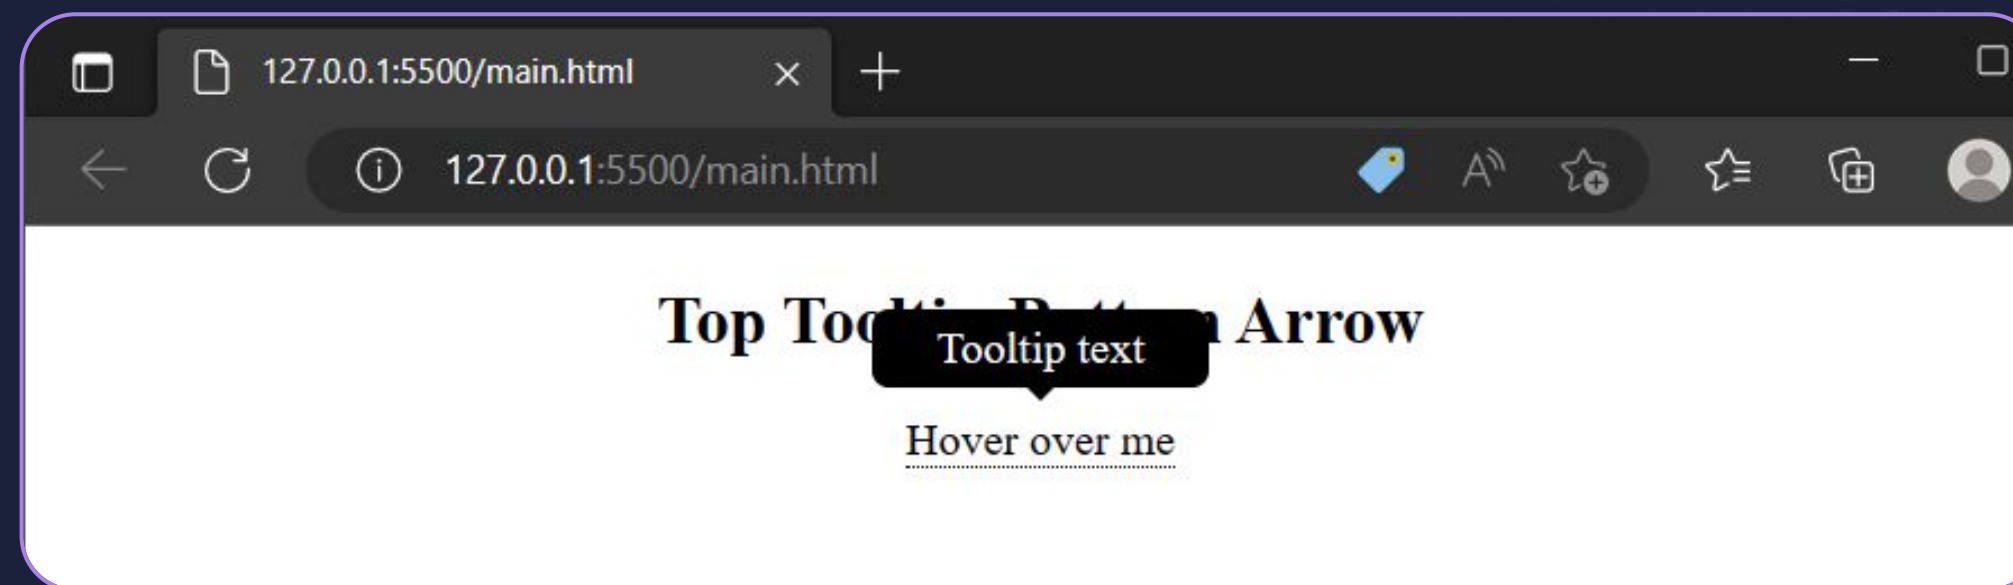 127.0.0.1:5500/main.html
127.0.0.1:5500/main.html
Top Arrow
Tooltip text
Hover over me